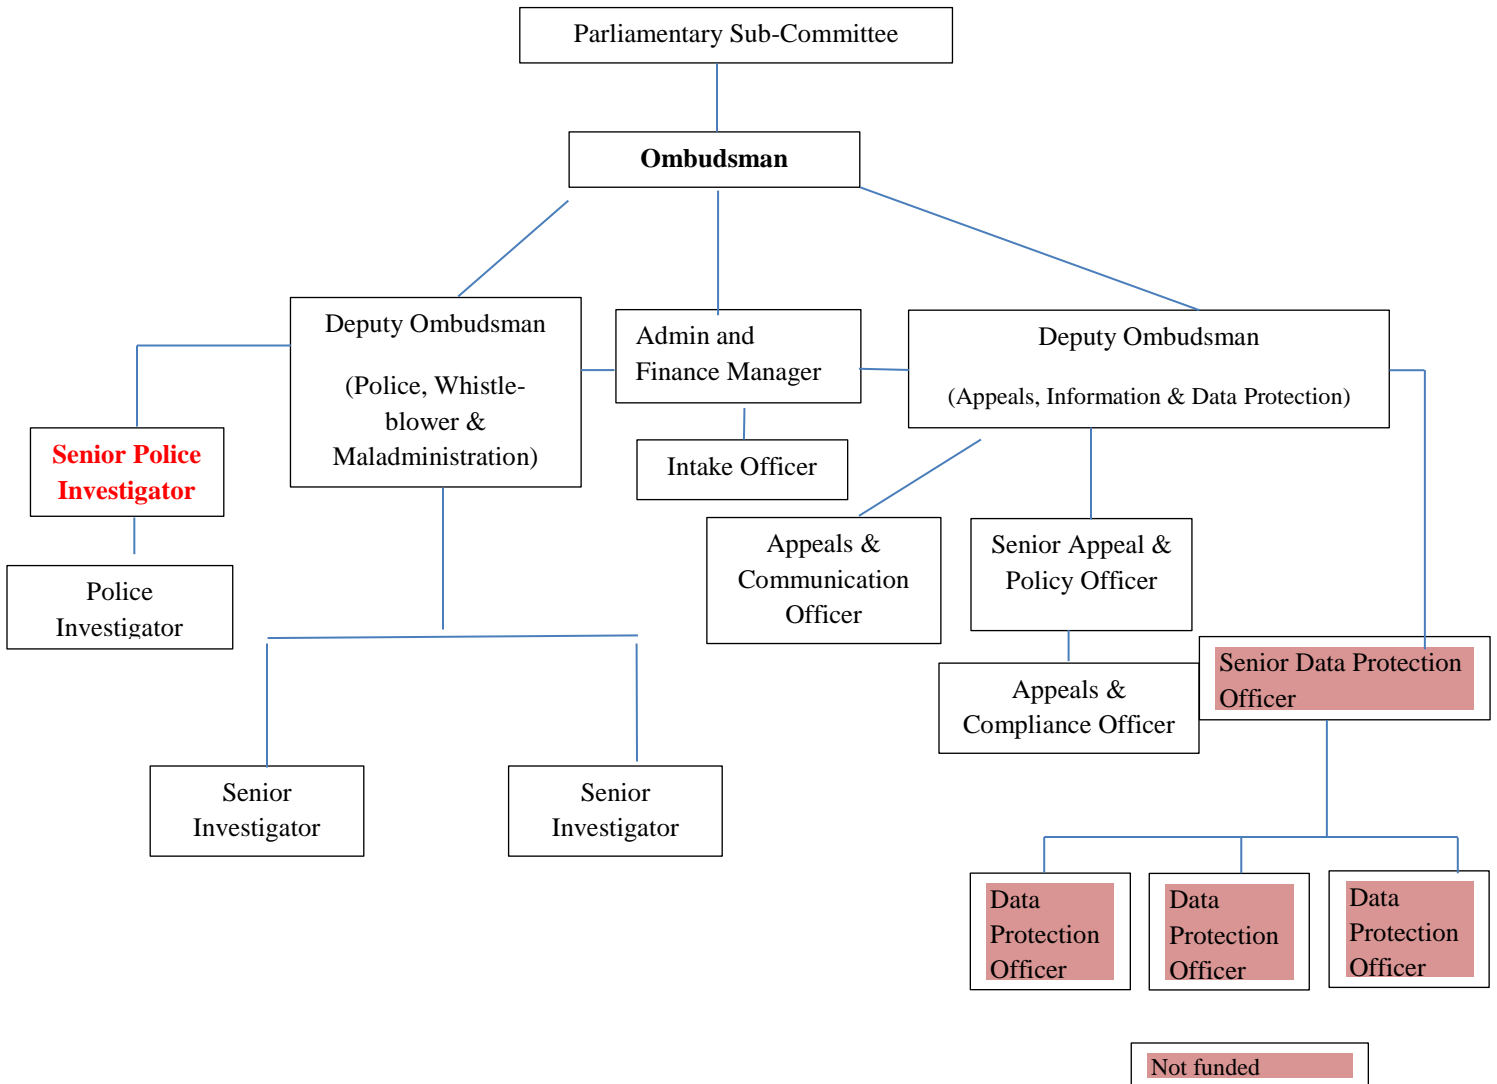 Parliamentary Sub-Committee
Ombudsman
Deputy Ombudsman
(Police, Whistle-
blower &
Maladministration)
Admin and
Finance Manager
Deputy Ombudsman
(Appeals, Information & Data Protection)
Senior Police
Investigator
Intake Officer
Police
Investigator
Appeals &
Communication
Officer
Senior Appeal &
Policy Officer
Appeals &
Compliance Officer
Senior Data Protection
Officer
Senior
Investigator
Senior
Investigator
Data
Protection
Officer
Data
Protection
Officer
Data
Protection
Officer
Not funded